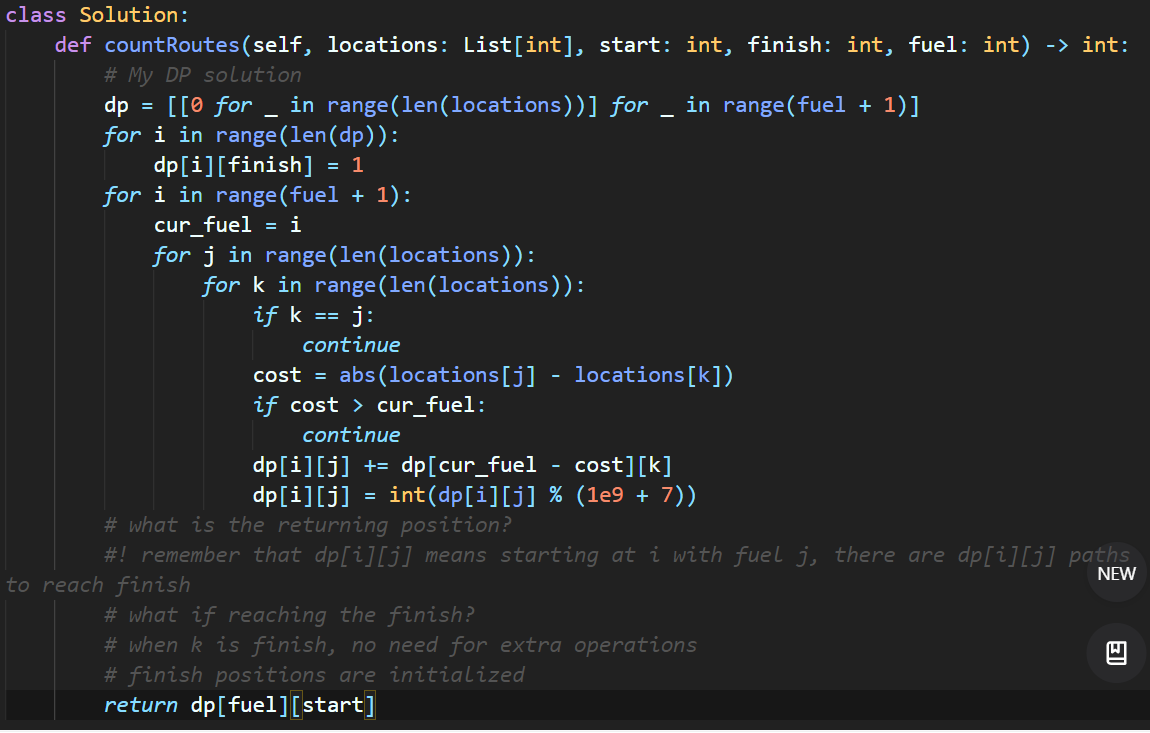 class Solution:
    def countRoutes(self, locations: List[int], start: int, finish: int, fuel: int) -> int:
        # My DP solution
        dp = [[0 for _ in range(len(locations))] for _ in range(fuel + 1)]
        for i in range(len(dp)):
            dp[i][finish] = 1
        for i in range(fuel + 1):
            cur_fuel = i
            for j in range(len(locations)):
                for k in range(len(locations)):
                    if k == j:
                        continue
                    cost = abs(locations[j] - locations[k])
                    if cost > cur_fuel:
                        continue
                    dp[i][j] += dp[cur_fuel - cost][k]
                    dp[i][j] = int(dp[i][j] % (1e9 + 7))
        # what is the returning position?
        #! remember that dp[i][j] means starting at i with fuel j, there are dp[i][j] paths
to reach finish
NEW
        # what if reaching the finish?
        # when k is finish, no need for extra operations
        # finish positions are initialized
        return dp[fuel][start]